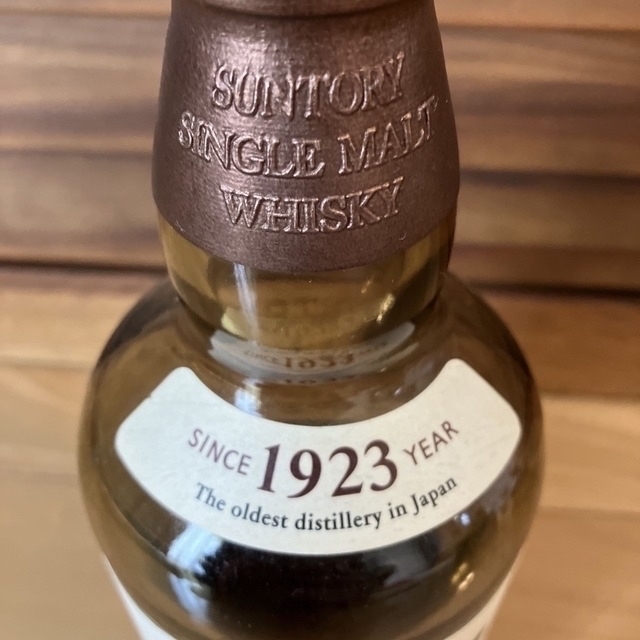 SUNTORY
SINGLE MALT
WHISKY
SINCE 1923 YEAR
The oldest distillery in Japan